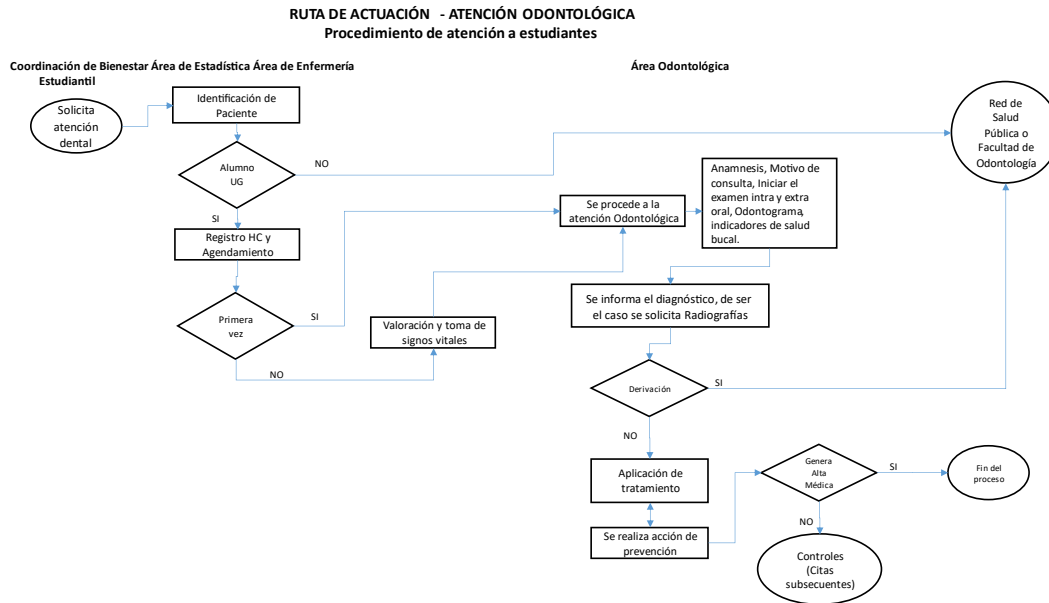 RUTA DE ACTUACIÓN - ATENCIÓN ODONTOLÓGICA
Procedimiento de atención a estudiantes
Coordinación de Bienestar Área de Estadística Área de Enfermería
Estudiantil
Área Odontológica
Solicita
atención
dental
Identificación de
Paciente
Alumno
UG
NO
SI
Registro HC y
Agendamiento
Primera
vez
SI
NO
Valoración y toma de
signos vitales
Se procede a la
atención Odontológica
Anamnesis, Motivo de
consulta, Iniciar el
examen intra y extra
oral, Odontograma,
indicadores de salud
bucal.
Red de
Salud
Pública o
Facultad de
Odontología
Se informa el diagnóstico, de ser
el caso se solicita Radiografías
Derivación
SI
NO
Aplicación de
tratamiento
Se realiza acción de
prevención
Genera
Alta
Médica
SI
NO
Fin del
proceso
Controles
(Citas
subsecuentes)